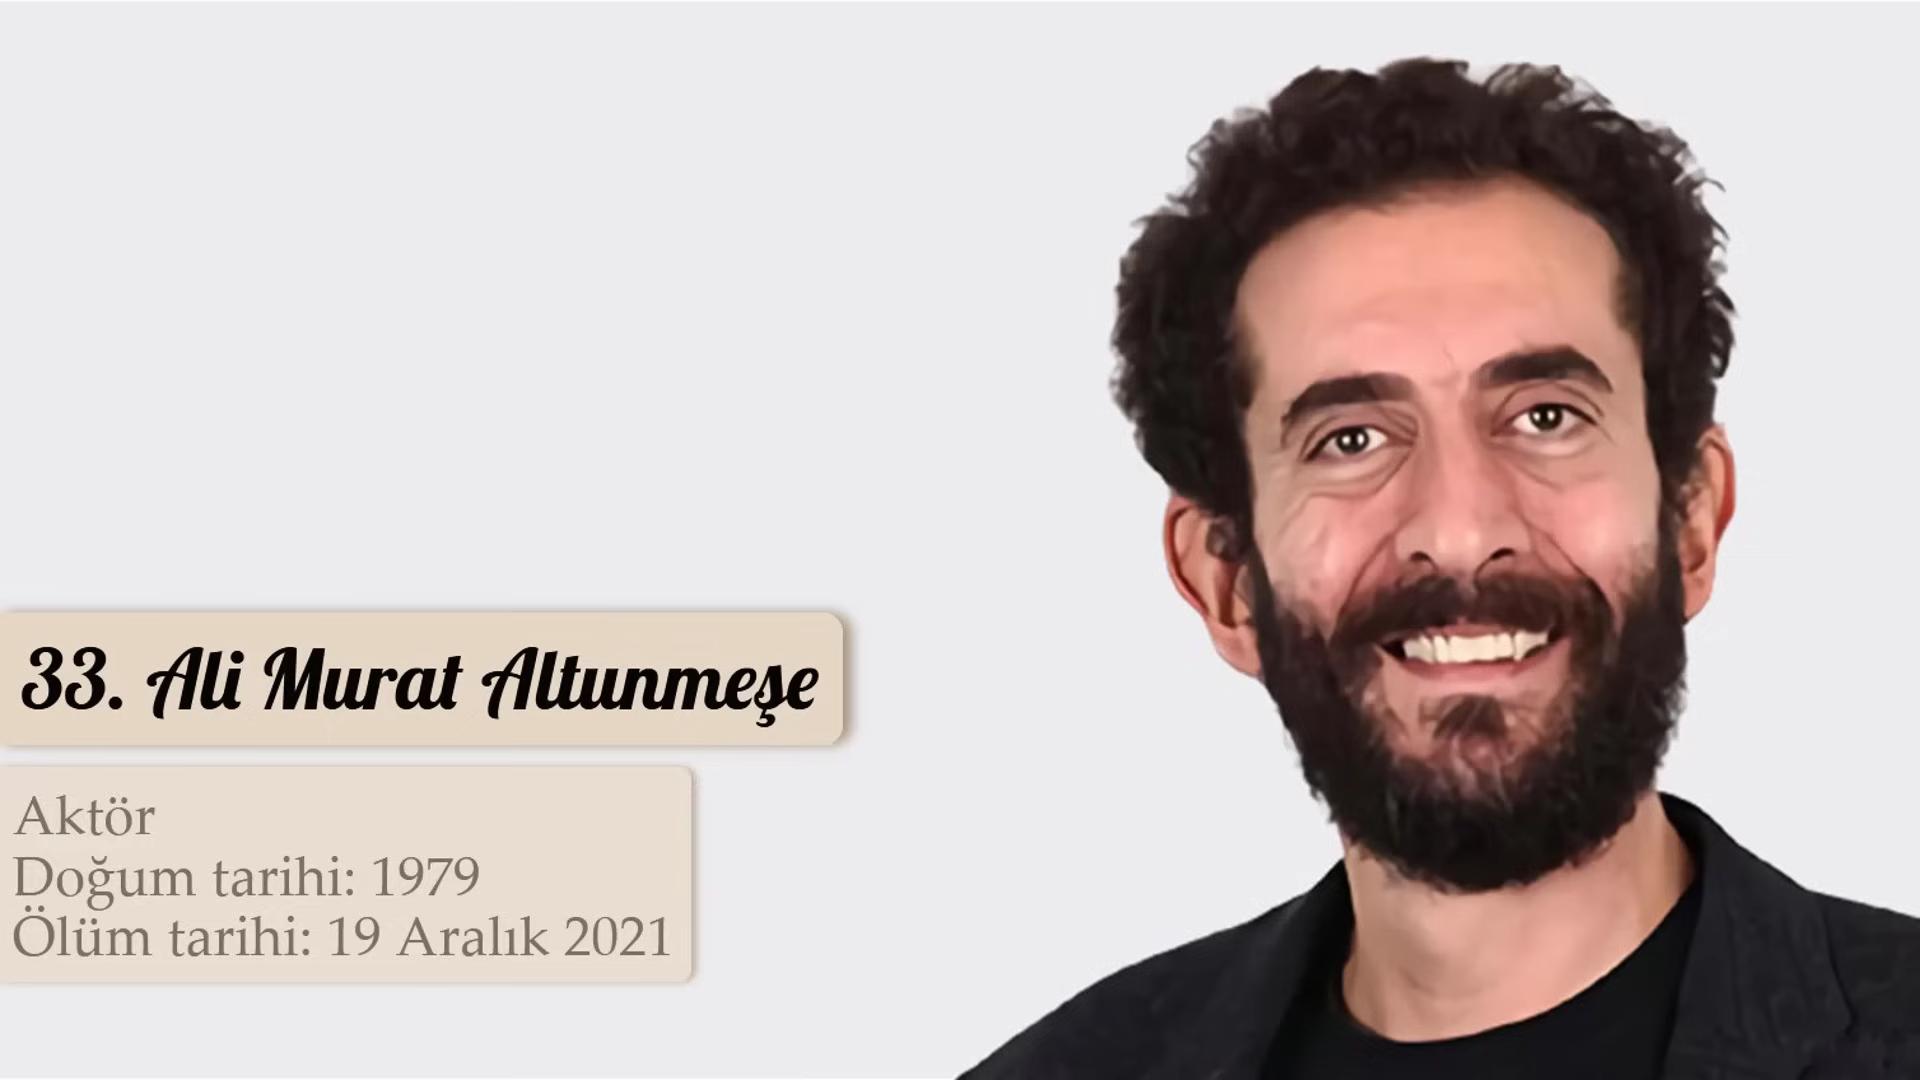 33. Ali Murat Altunmeşe
Aktör
Doğum tarihi: 1979
Ölüm tarihi: 19 Aralık 2021